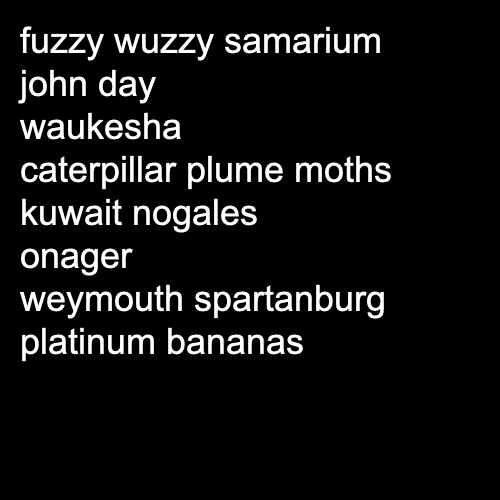 fuzzy wuzzy samarium
john day
waukesha
caterpillar plume moths
kuwait nogales
onager
weymouth spartanburg
platinum bananas